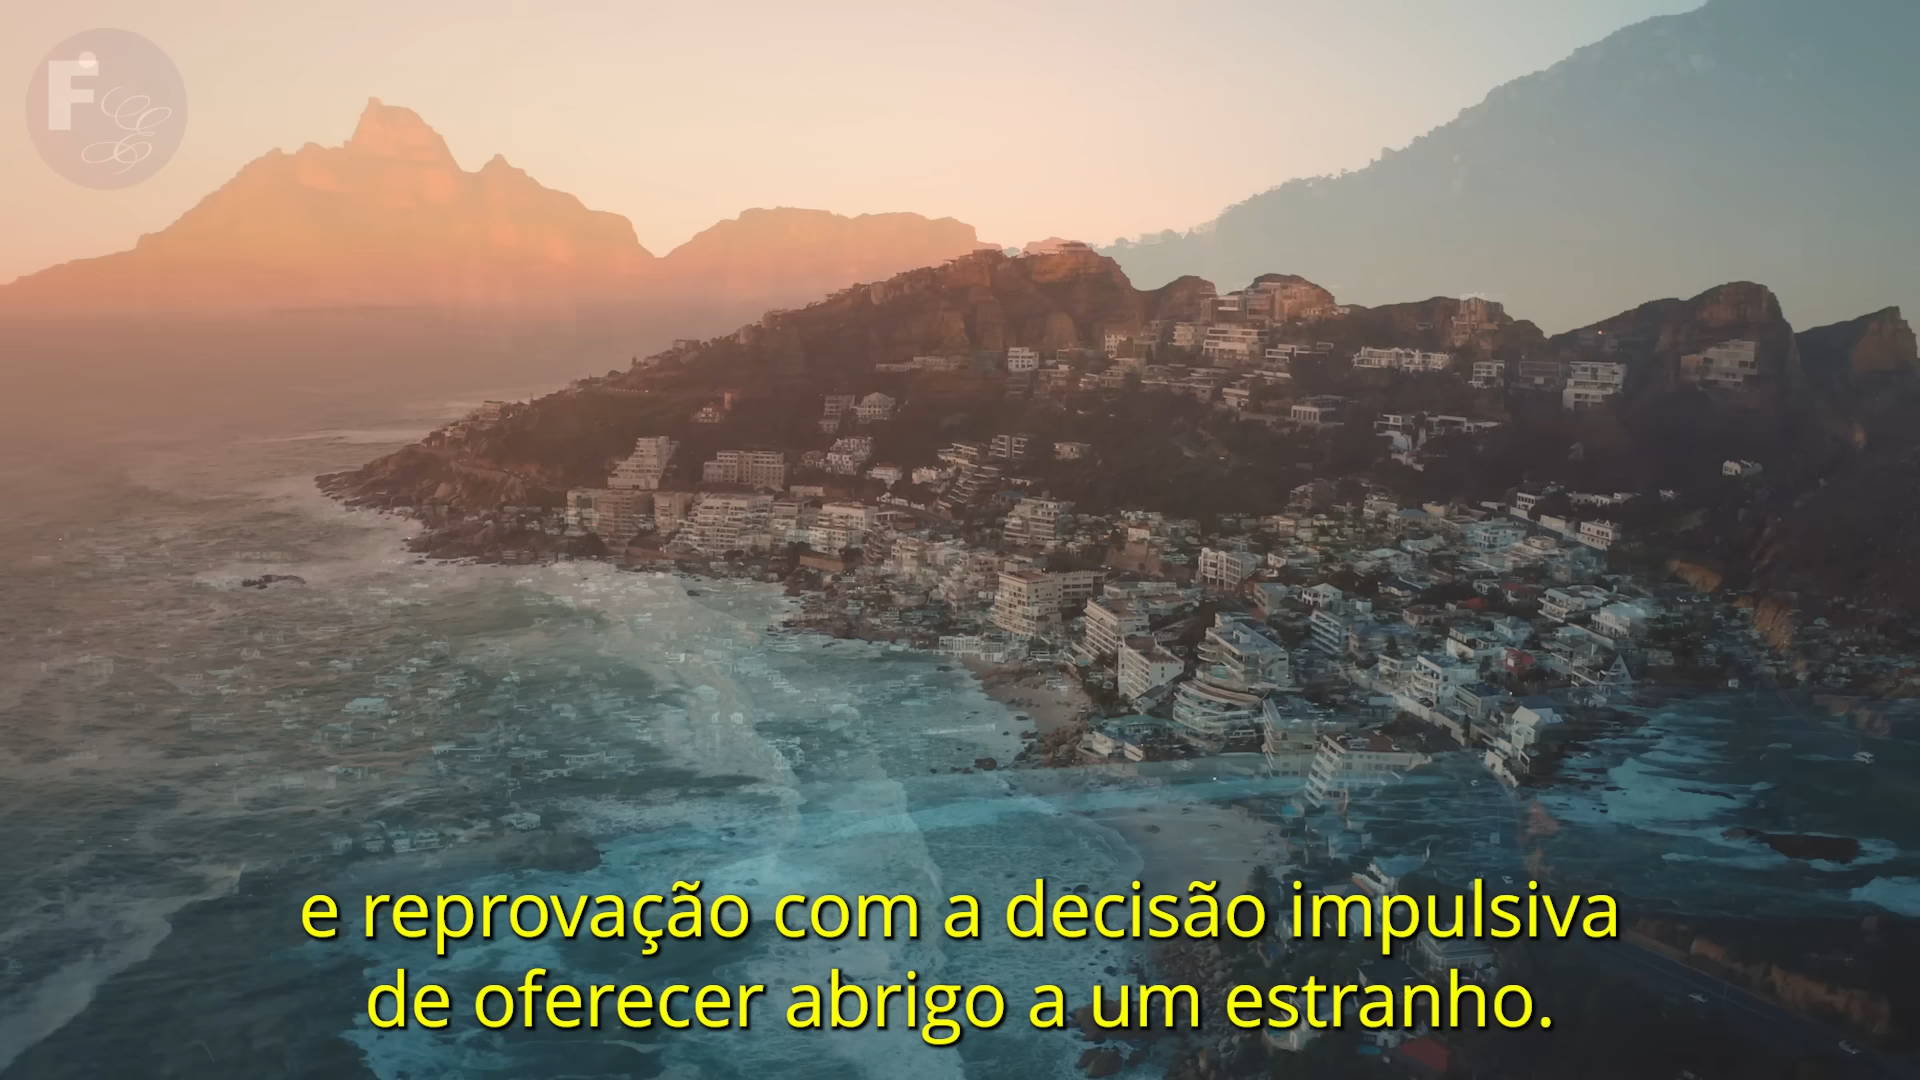 e reprovação com a decisão impulsiva
de oferecer abrigo a um estranho.